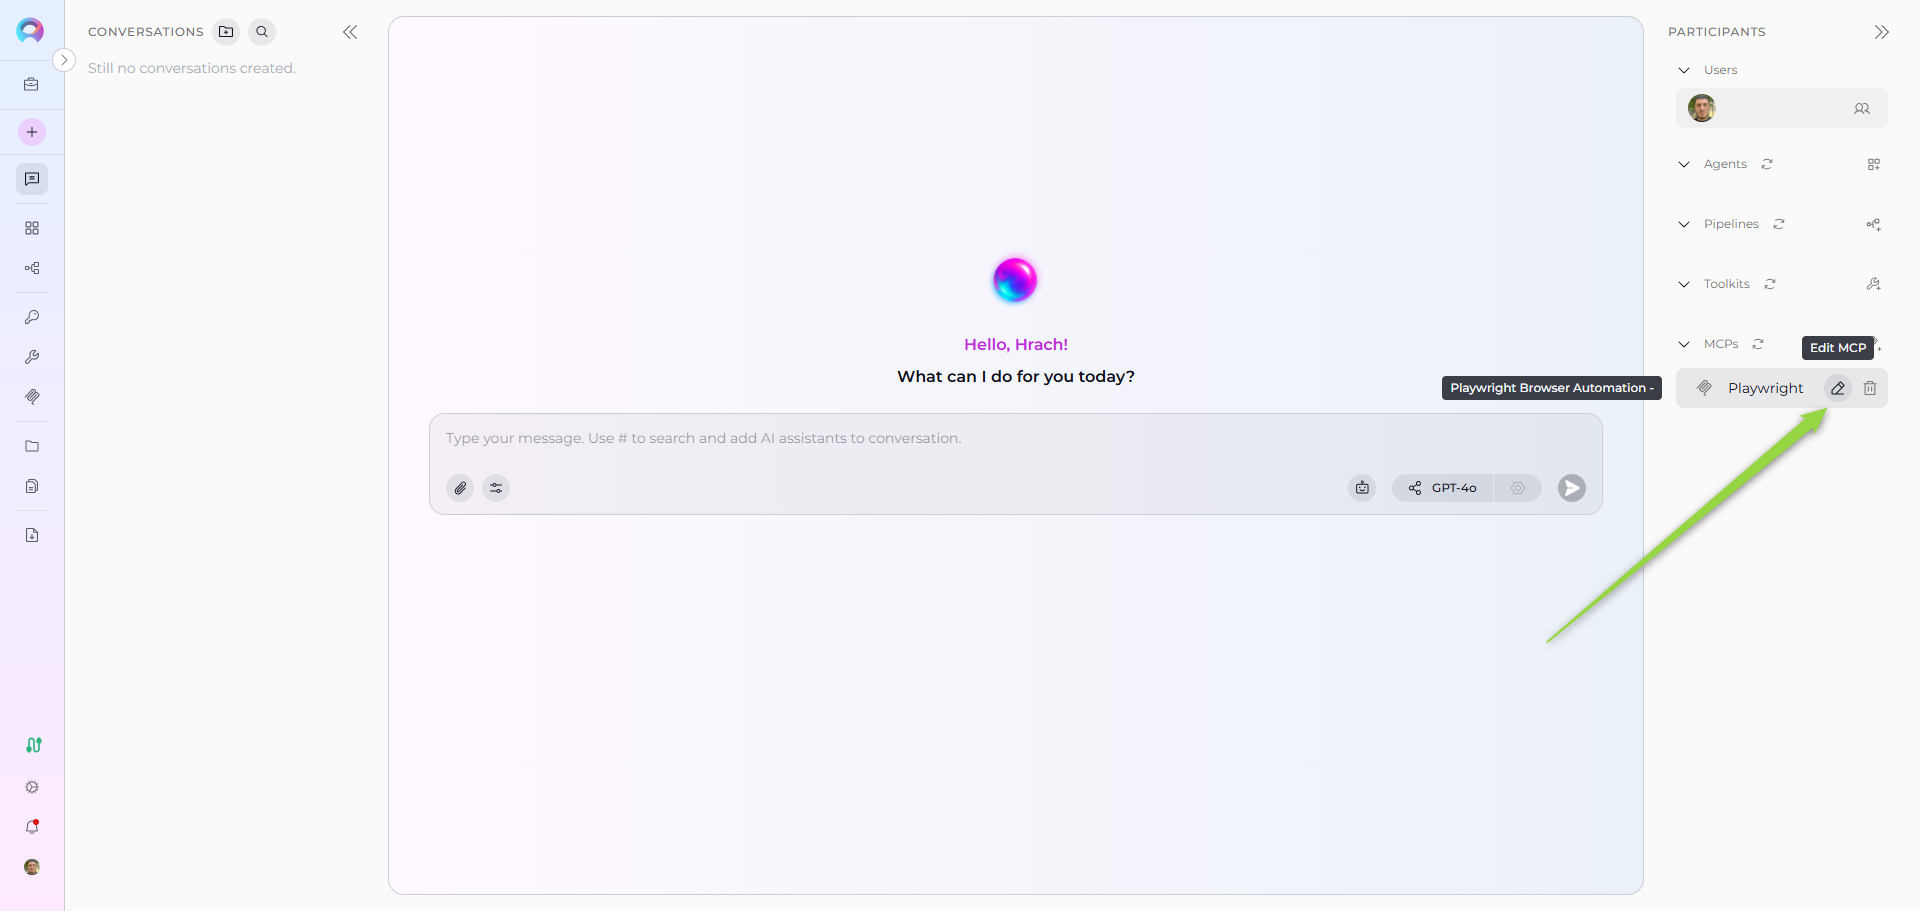 CONVERSATIONS
Still no conversations created.
Hello, Hrach!
What can I do for you today?
Type your message. Use # to search and add AI assistants to conversation.
GPT-4o
PARTICIPANTS
Users
Agents
Pipelines
Toolkits
MCPs
Edit MCP
Playwright Browser Automation -
Playwright